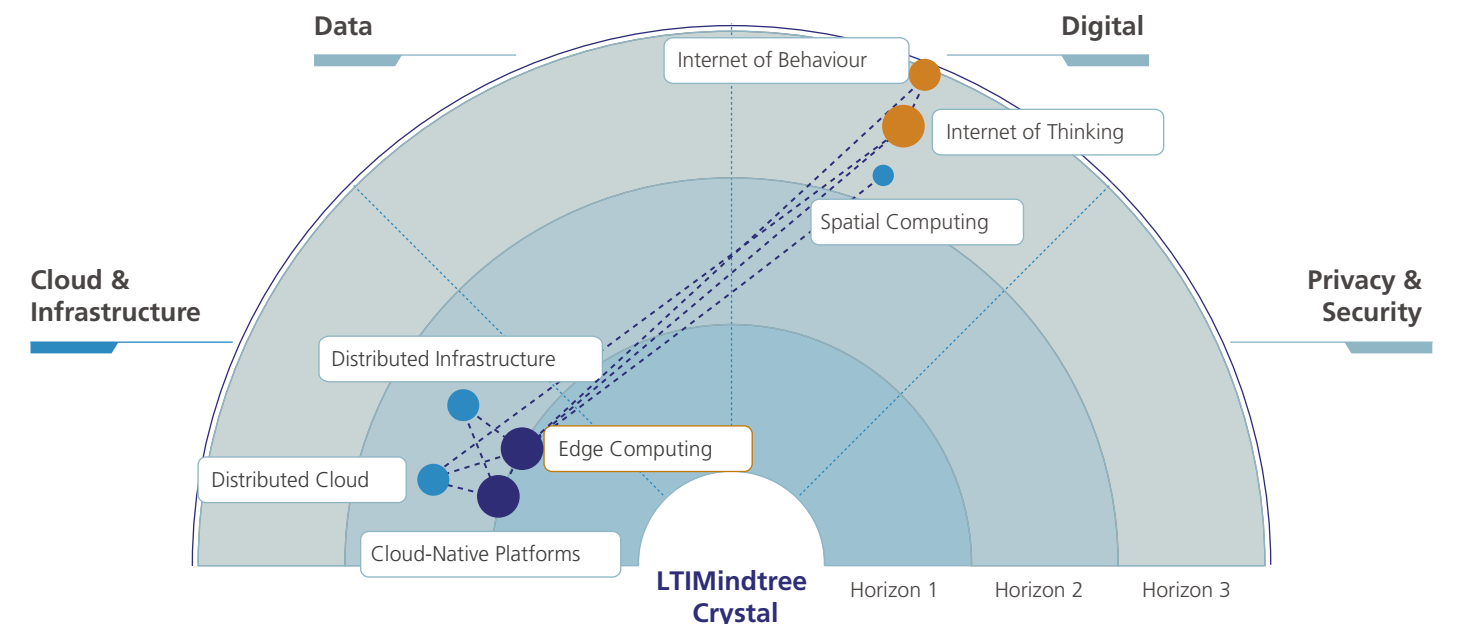 Data
Digital
Internet of Behaviour
Internet of Thinking
Spatial Computing
Cloud &
Infrastructure
Privacy &
Security
Distributed Infrastructure
Edge Computing
Distributed Cloud
Cloud-Native Platforms
LTIMindtree
Crystal
Horizon 1
Horizon 2
Horizon 3